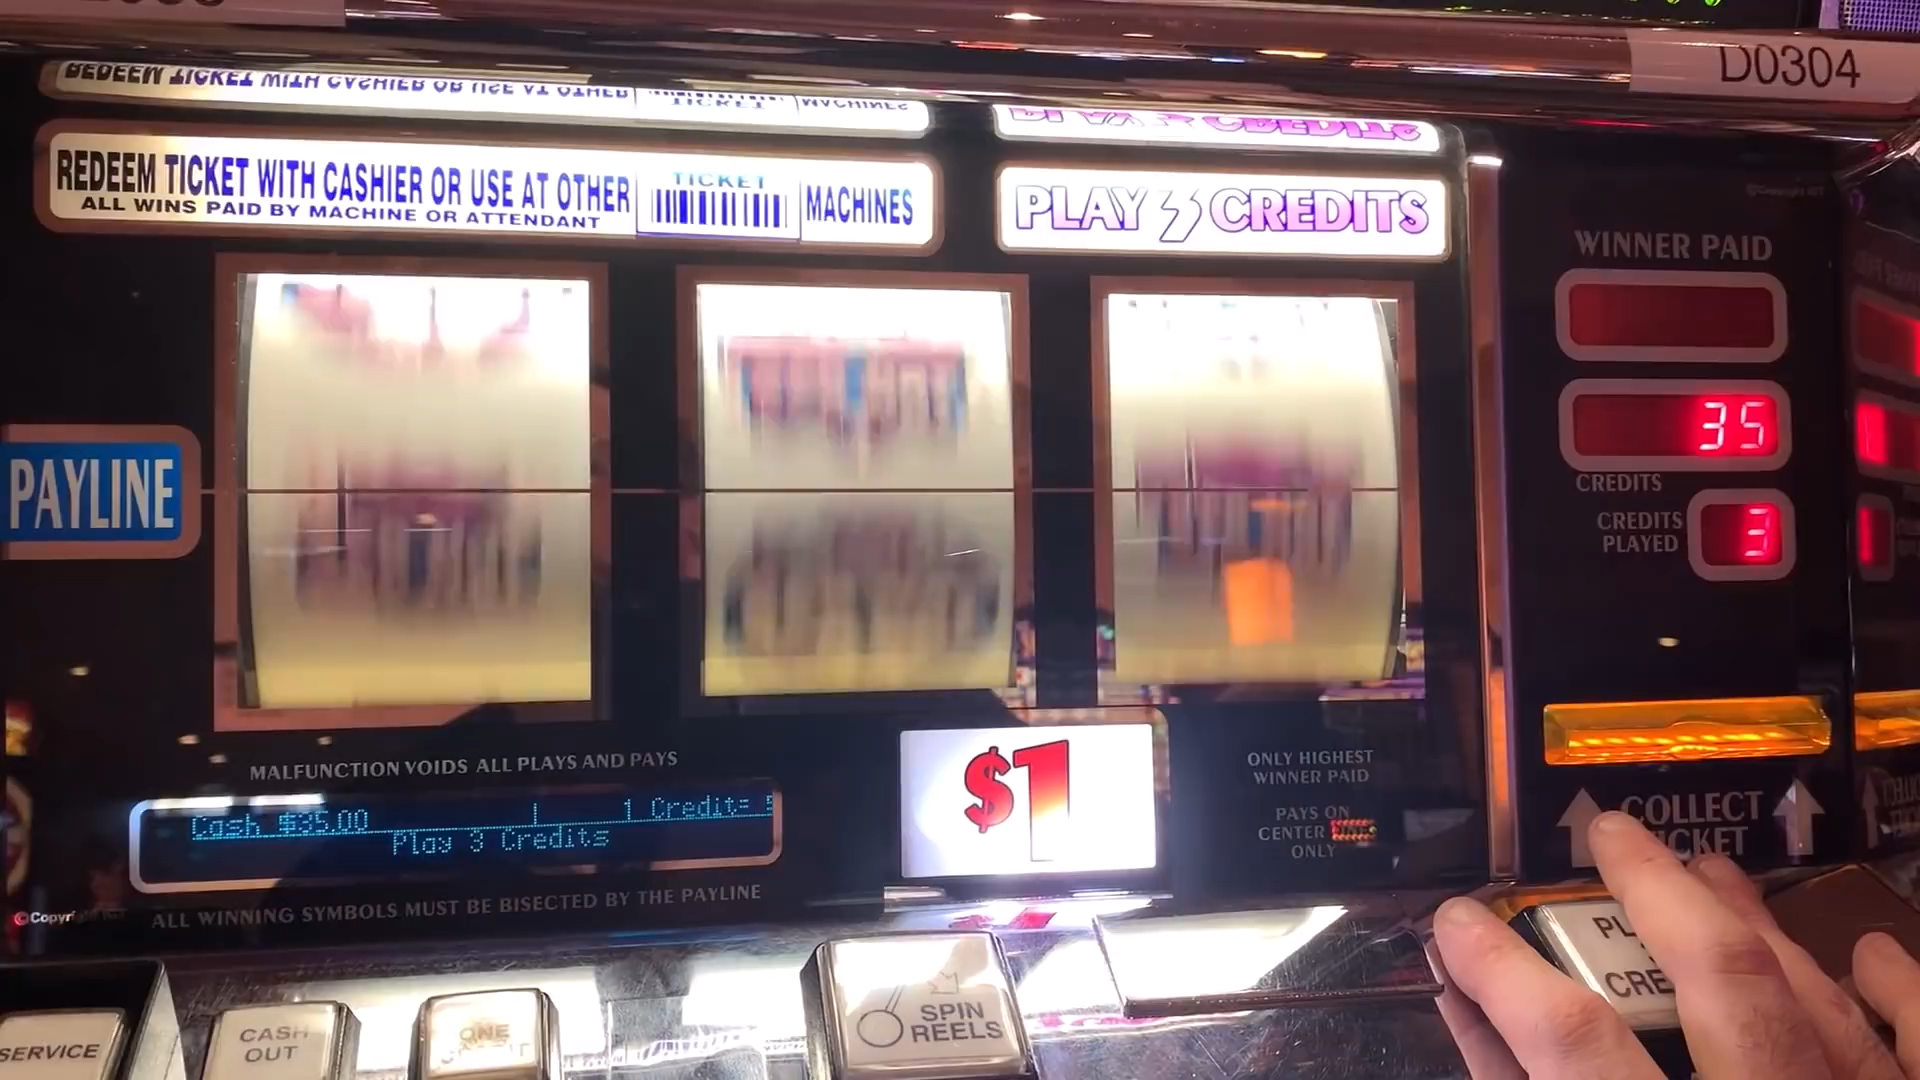 D0304
REDEEM TICKET WITH CASHIER OR USE AT OTHER
TICKET
MACHINES
ALL WINS PAID BY MACHINE OR ATTENDANT
PLAY 3 CREDITS
WINNER PAID
35
CREDITS
CREDITS
PLAYED
3
PAYLINE
MALFUNCTION VOIDS ALL PLAYS AND PAYS
Cash $35.00
1 Credit=
Play 3 Credits
$1
ONLY HIGHEST
WINNER PAID
PAYS ON
CENTER LINE
ONLY
COLLECT
TICKET
ALL WINNING SYMBOLS MUST BE BISECTED BY THE PAYLINE
SERVICE
CASH
OUT
ONE
SPIN
REELS